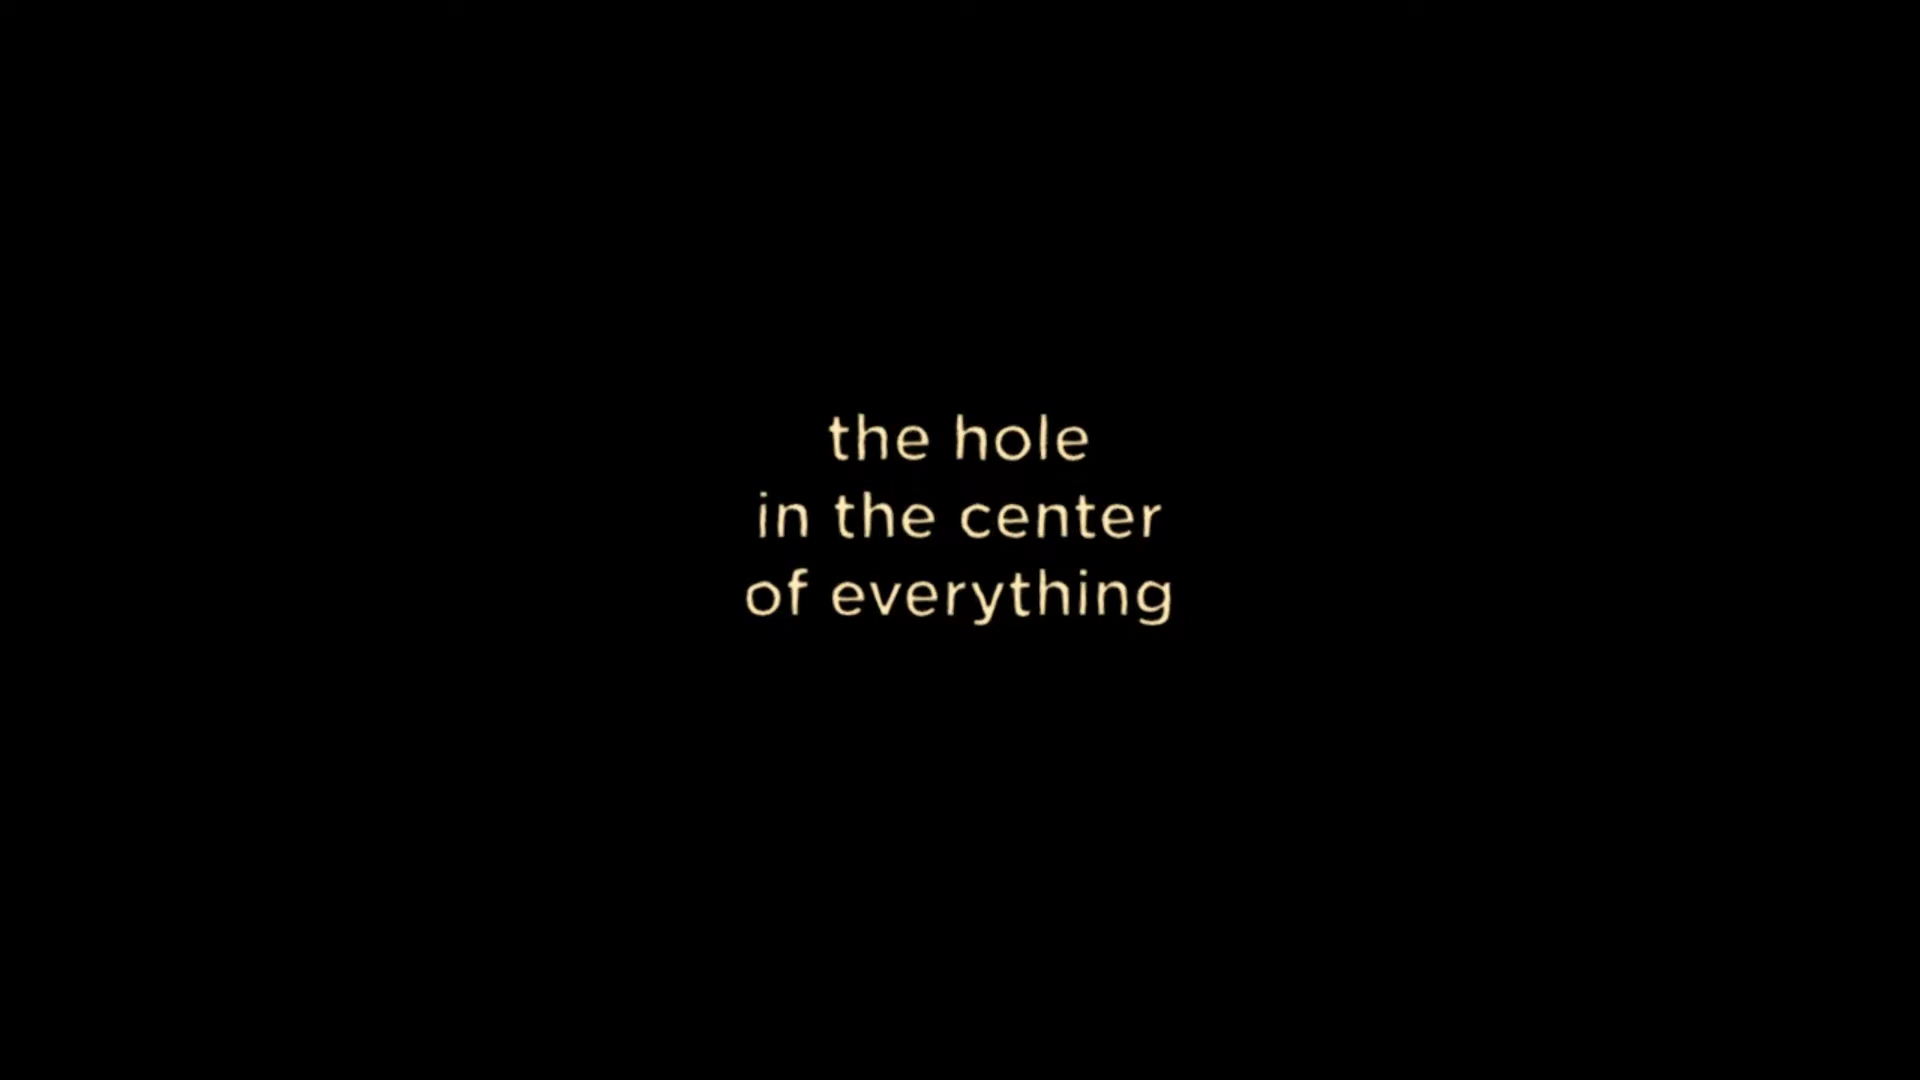 the hole
in the center
of everything